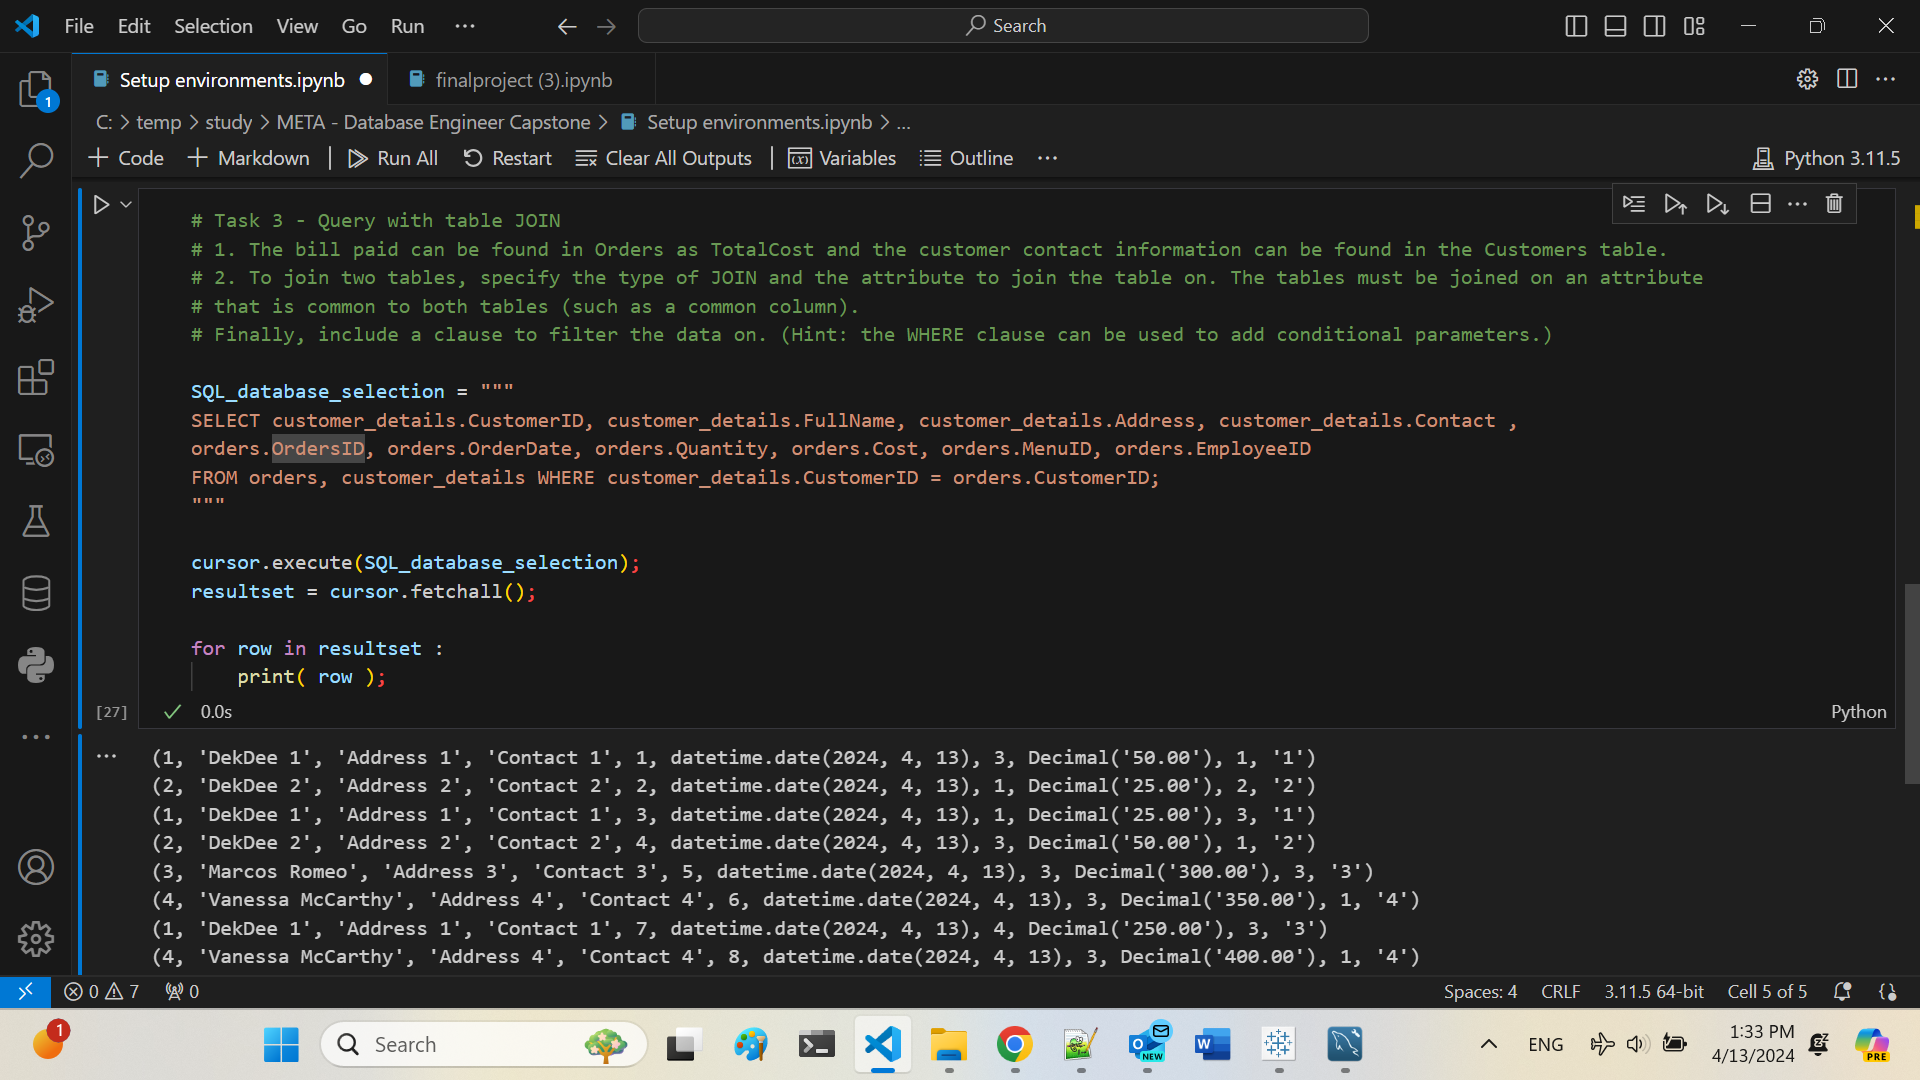 File Edit Selection View Go Run ··· Search
Setup environments.ipynb finalproject (3).ipynb
1
C: > temp > study > META - Database Engineer Capstone > Setup environments.ipynb > ...
+ Code + Markdown Run All Restart Clear All Outputs Variables Outline ··· Python 3.11.5
# Task 3 - Query with table JOIN
# 1. The bill paid can be found in Orders as TotalCost and the customer contact information can be found in the Customers table.
# 2. To join two tables, specify the type of JOIN and the attribute to join the table on. The tables must be joined on an attribute
# that is common to both tables (such as a common column).
# Finally, include a clause to filter the data on. (Hint: the WHERE clause can be used to add conditional parameters.)
SQL_database_selection = """
SELECT customer_details.CustomerID, customer_details.FullName, customer_details.Address, customer_details.Contact ,
orders.OrdersID, orders.OrderDate, orders.Quantity, orders.Cost, orders.MenuID, orders.EmployeeID
FROM orders, customer_details WHERE customer_details.CustomerID = orders.CustomerID;
"""
cursor.execute(SQL_database_selection);
resultset = cursor.fetchall();
for row in resultset :
print( row );
[27] 0.0s Python
(1, 'DekDee 1', 'Address 1', 'Contact 1', 1, datetime.date(2024, 4, 13), 3, Decimal('50.00'), 1, '1')
(2, 'DekDee 2', 'Address 2', 'Contact 2', 2, datetime.date(2024, 4, 13), 1, Decimal('25.00'), 2, '2')
(1, 'DekDee 1', 'Address 1', 'Contact 1', 3, datetime.date(2024, 4, 13), 1, Decimal('25.00'), 3, '1')
(2, 'DekDee 2', 'Address 2', 'Contact 2', 4, datetime.date(2024, 4, 13), 3, Decimal('50.00'), 1, '2')
(3, 'Marcos Romeo', 'Address 3', 'Contact 3', 5, datetime.date(2024, 4, 13), 3, Decimal('300.00'), 3, '3')
(4, 'Vanessa McCarthy', 'Address 4', 'Contact 4', 6, datetime.date(2024, 4, 13), 3, Decimal('350.00'), 1, '4')
(1, 'DekDee 1', 'Address 1', 'Contact 1', 7, datetime.date(2024, 4, 13), 4, Decimal('250.00'), 3, '3')
(4, 'Vanessa McCarthy', 'Address 4', 'Contact 4', 8, datetime.date(2024, 4, 13), 3, Decimal('400.00'), 1, '4')
0 7 0 Spaces: 4 CRLF 3.11.5 64-bit Cell 5 of 5
1 Search NEW W ENG 1:33 PM PRE
4/13/2024